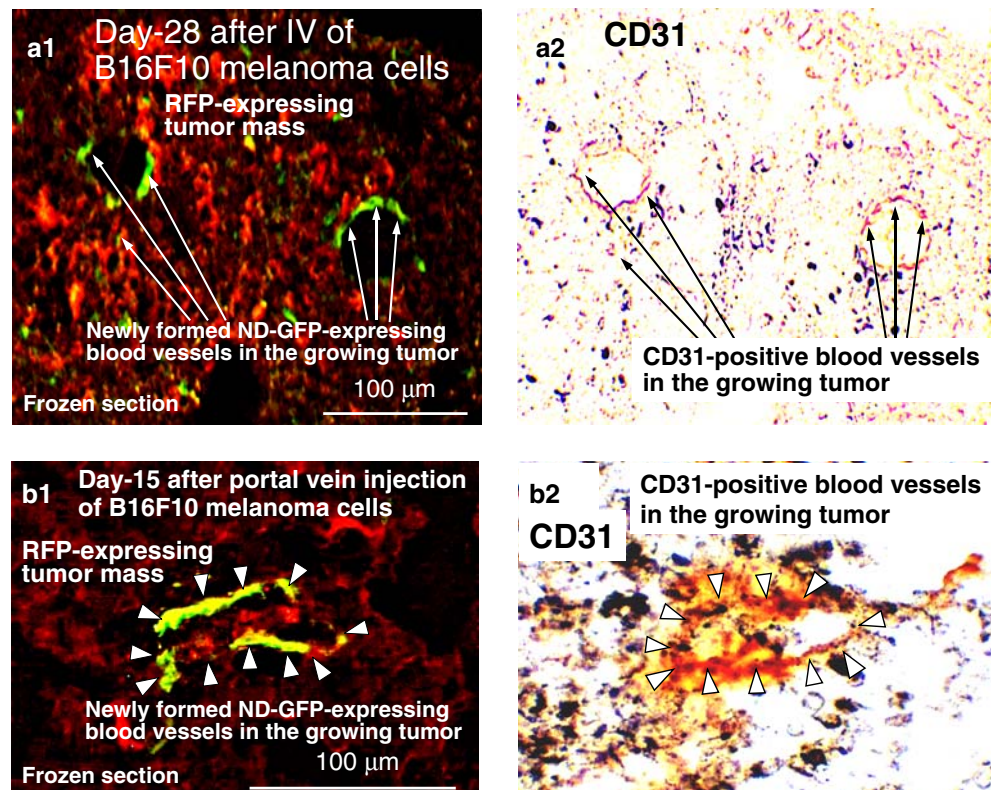 a1
Day-28 after IV of
B16F10 melanoma cells
RFP-expressing
tumor mass
Newly formed ND-GFP-expressing
blood vessels in the growing tumor
100 μm
Frozen section
a2
CD31
CD31-positive blood vessels
in the growing tumor
b1
Day-15 after portal vein injection
of B16F10 melanoma cells
RFP-expressing
tumor mass
Newly formed ND-GFP-expressing
blood vessels in the growing tumor
100 μm
Frozen section
b2
CD31-positive blood vessels
in the growing tumor
CD31